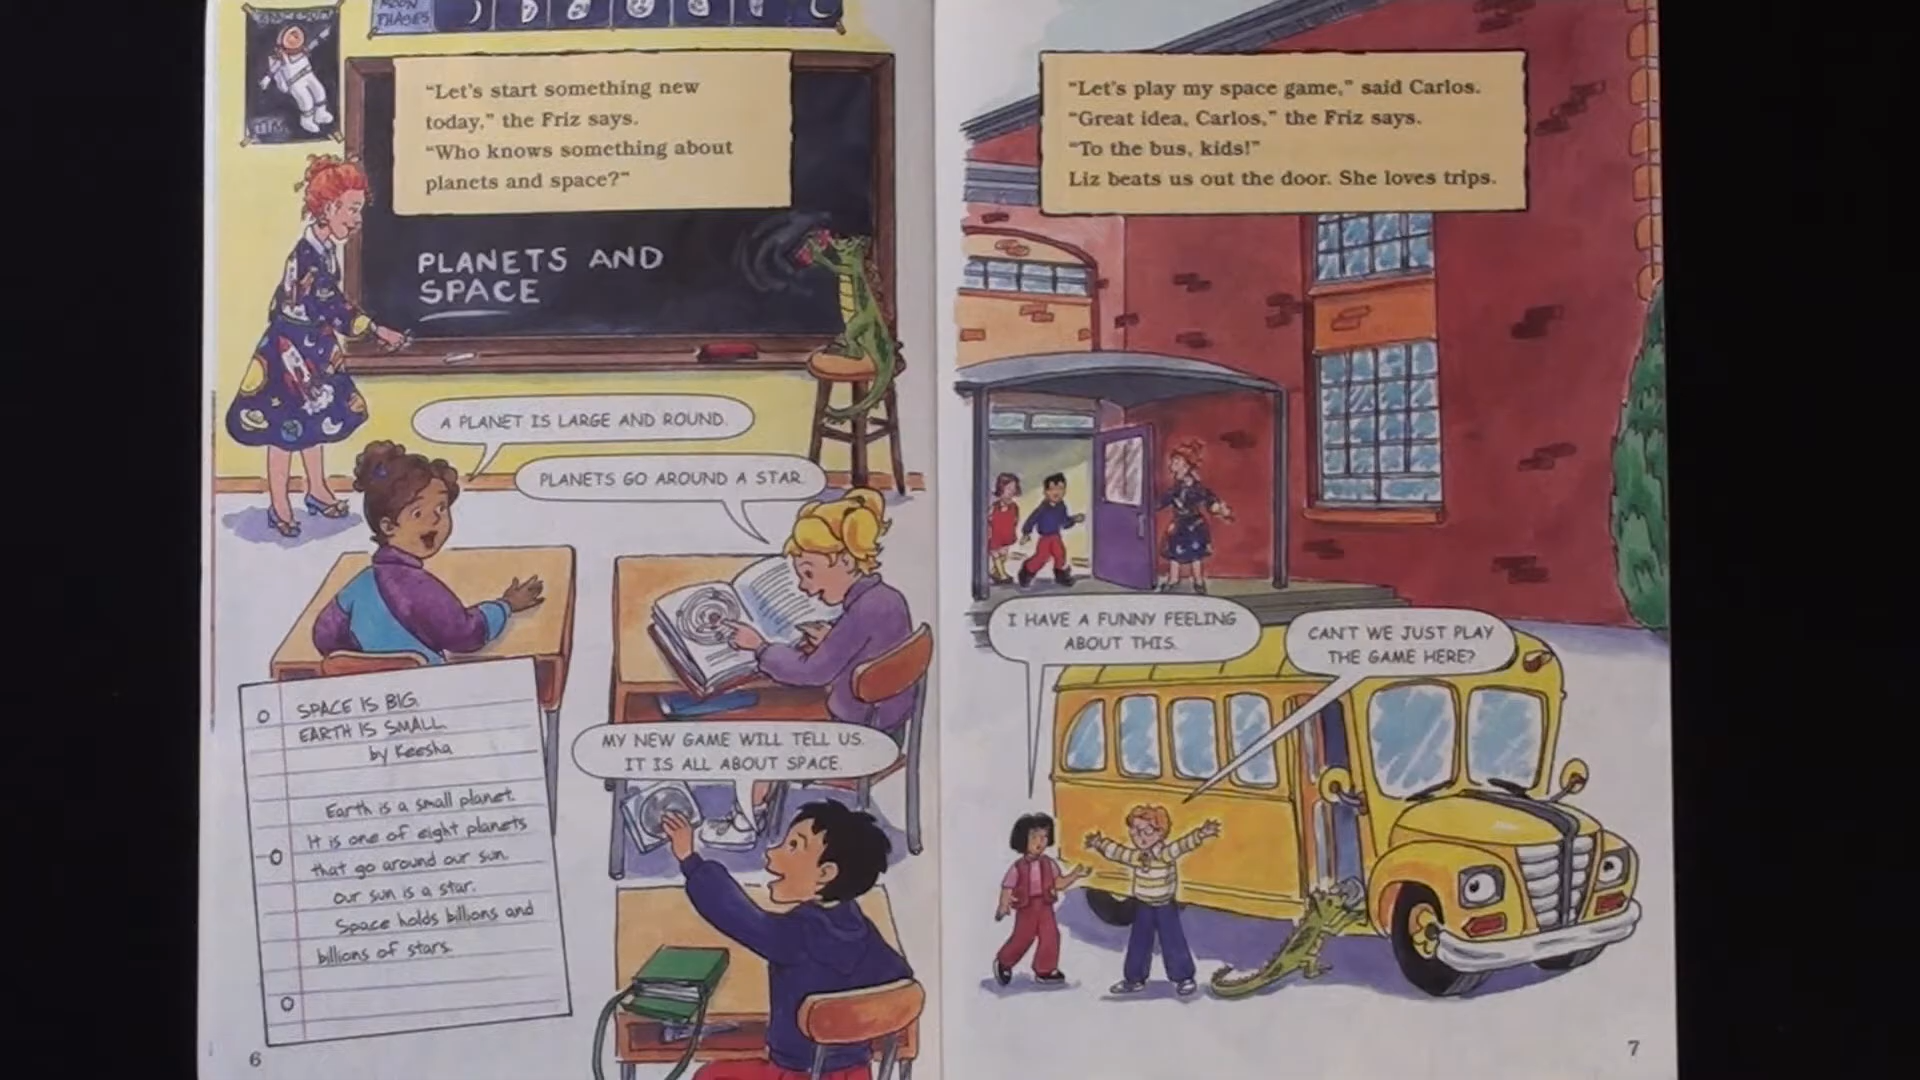 MOON
PHASES
TIM
"Let's start something new
today," the Friz says.
"Who knows something about
planets and space?"
PLANETS AND
SPACE
A PLANET IS LARGE AND ROUND.
PLANETS GO AROUND A STAR.
SPACE IS BIG.
EARTH IS SMALL.
by Keesha
Earth is a small planet.
It is one of eight planets
that go around our sun.
Our sun is a star.
Space holds billions and
billions of stars.
MY NEW GAME WILL TELL US.
IT IS ALL ABOUT SPACE.
6
"Let's play my space game," said Carlos.
"Great idea, Carlos," the Friz says.
"To the bus, kids!"
Liz beats us out the door. She loves trips.
I HAVE A FUNNY FEELING
ABOUT THIS.
CAN'T WE JUST PLAY
THE GAME HERE?
7